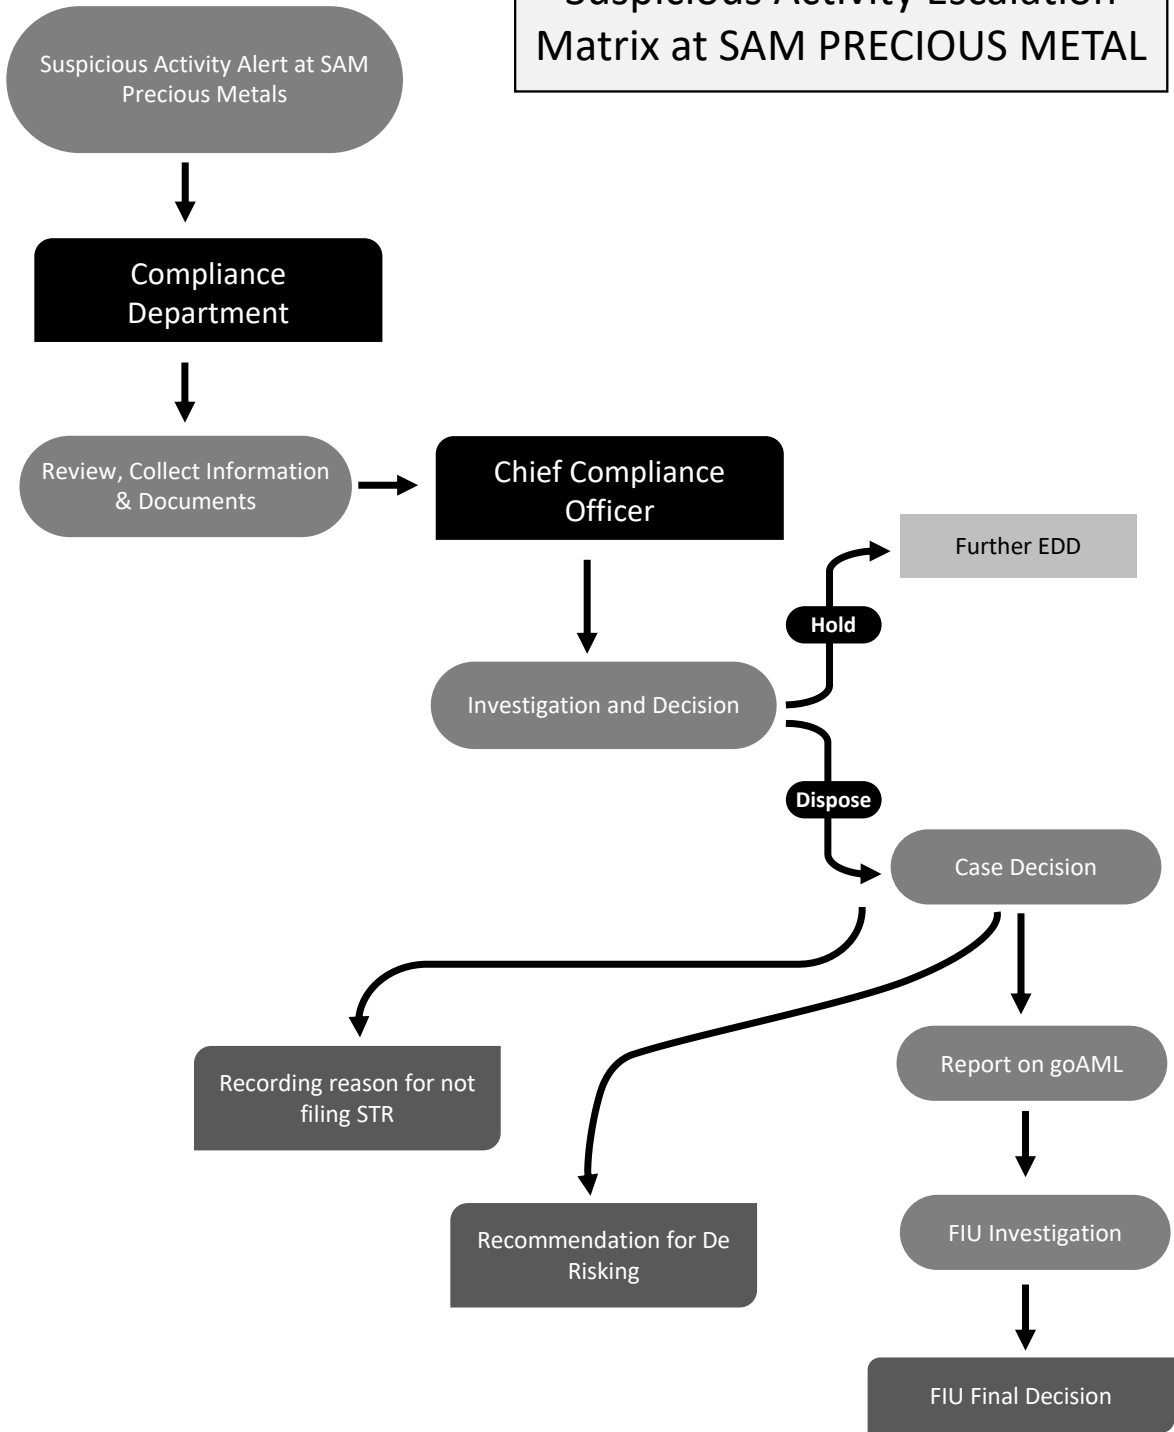 Suspicious Activity Escalation
Matrix at SAM PRECIOUS METAL
Suspicious Activity Alert at SAM
Precious Metals
Compliance
Department
Review, Collect Information
& Documents
Chief Compliance
Officer
Further EDD
Hold
Investigation and Decision
Dispose
Case Decision
Recording reason for not
filing STR
Report on goAML
Recommendation for De
Risking
FIU Investigation
FIU Final Decision